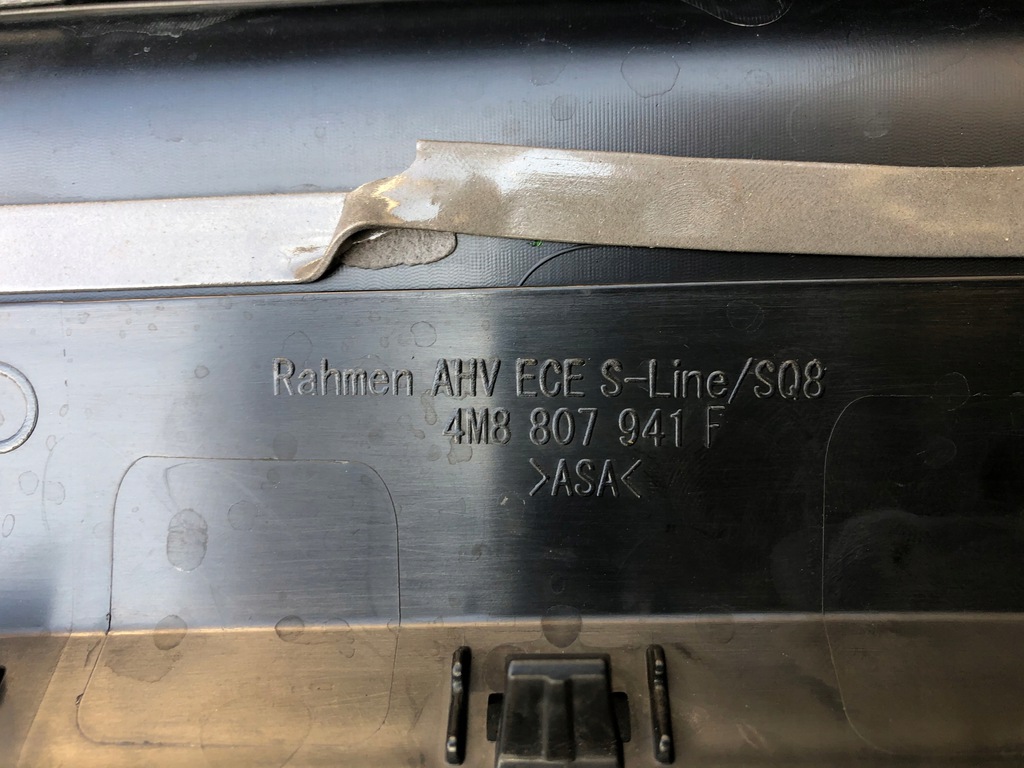 Rahmen AHV ECE S-Line/SQ8
4M8 807 941 F
>ASA<